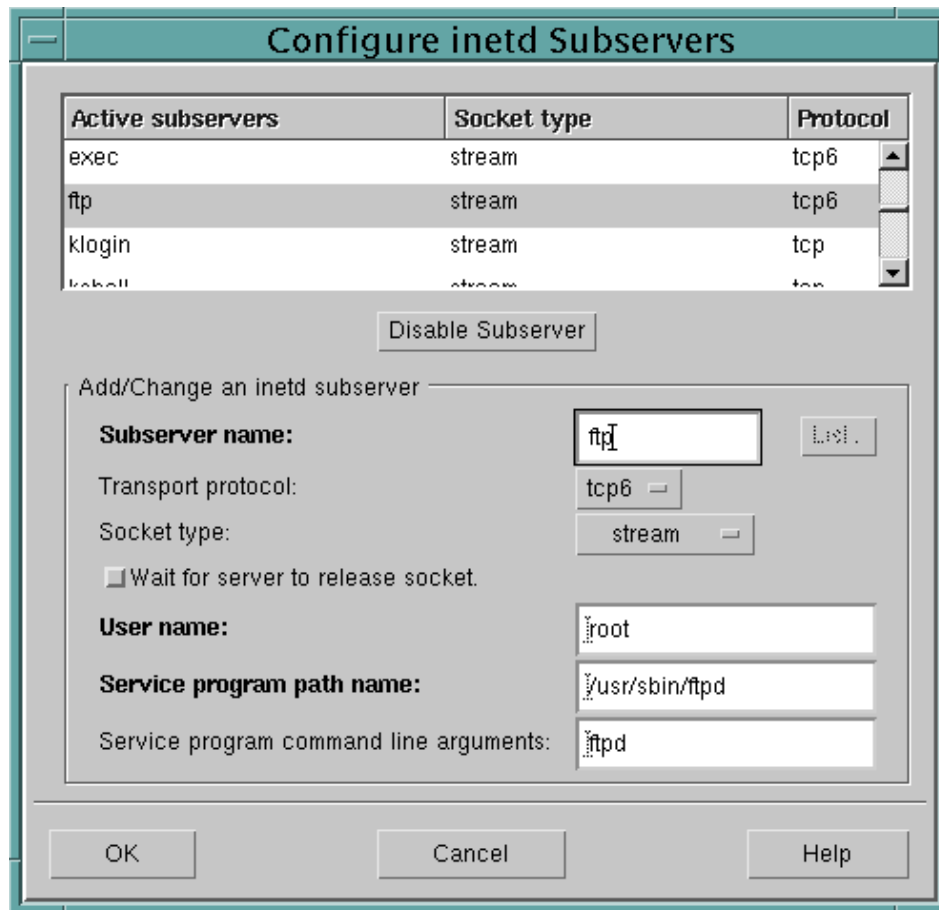 Configure inetd Subservers
Active subservers Socket type Protocol
exec stream tcp6
ftp stream tcp6
klogin stream tcp
Disable Subserver
Add/Change an inetd subserver
Subserver name: ftp
Transport protocol: tcp6
Socket type: stream
Wait for server to release socket.
User name: root
Service program path name: /usr/sbin/ftpd
Service program command line arguments: ftpd
OK Cancel Help